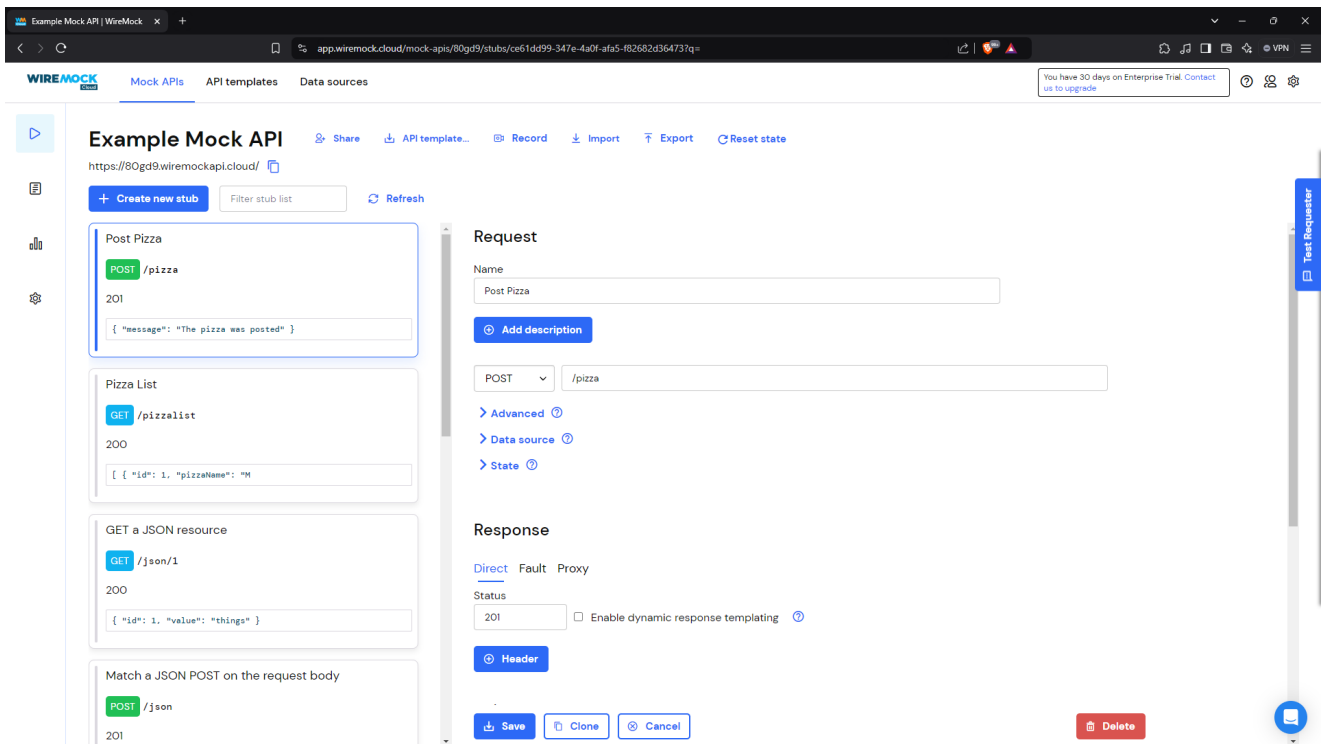 Example Mock API | WireMock
app.wiremock.cloud/mock-apis/80gd9/stubs/ce61dd99-347e-4a0f-afa5-f82682d36473?q=
VPN
WIREMOCK
Cloud
Mock APIs
API templates
Data sources
You have 30 days on Enterprise Trial. Contact
us to upgrade
Example Mock API
Share
API template...
Record
Import
Export
Reset state
https://80gd9.wiremockapi.cloud/
Create new stub
Filter stub list
Refresh
Test Requester
Post Pizza
POST /pizza
201
{ "message": "The pizza was posted" }
Pizza List
GET /pizzalist
200
[ { "id": 1, "pizzaName": "M
GET a JSON resource
GET /json/1
200
{ "id": 1, "value": "things" }
Match a JSON POST on the request body
POST /json
201
Request
Name
Post Pizza
Add description
POST
/pizza
Advanced
Data source
State
Response
Direct
Fault
Proxy
Status
201
Enable dynamic response templating
Header
Save
Clone
Cancel
Delete